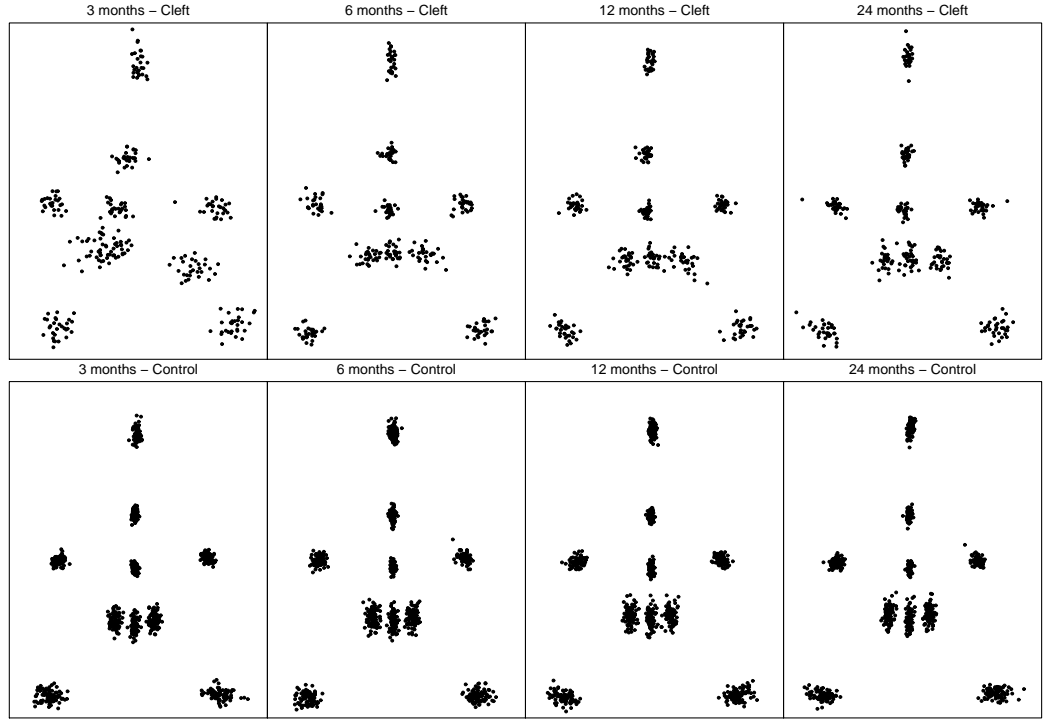 3 months – Cleft
6 months – Cleft
12 months – Cleft
24 months – Cleft
3 months – Control
6 months – Control
12 months – Control
24 months – Control